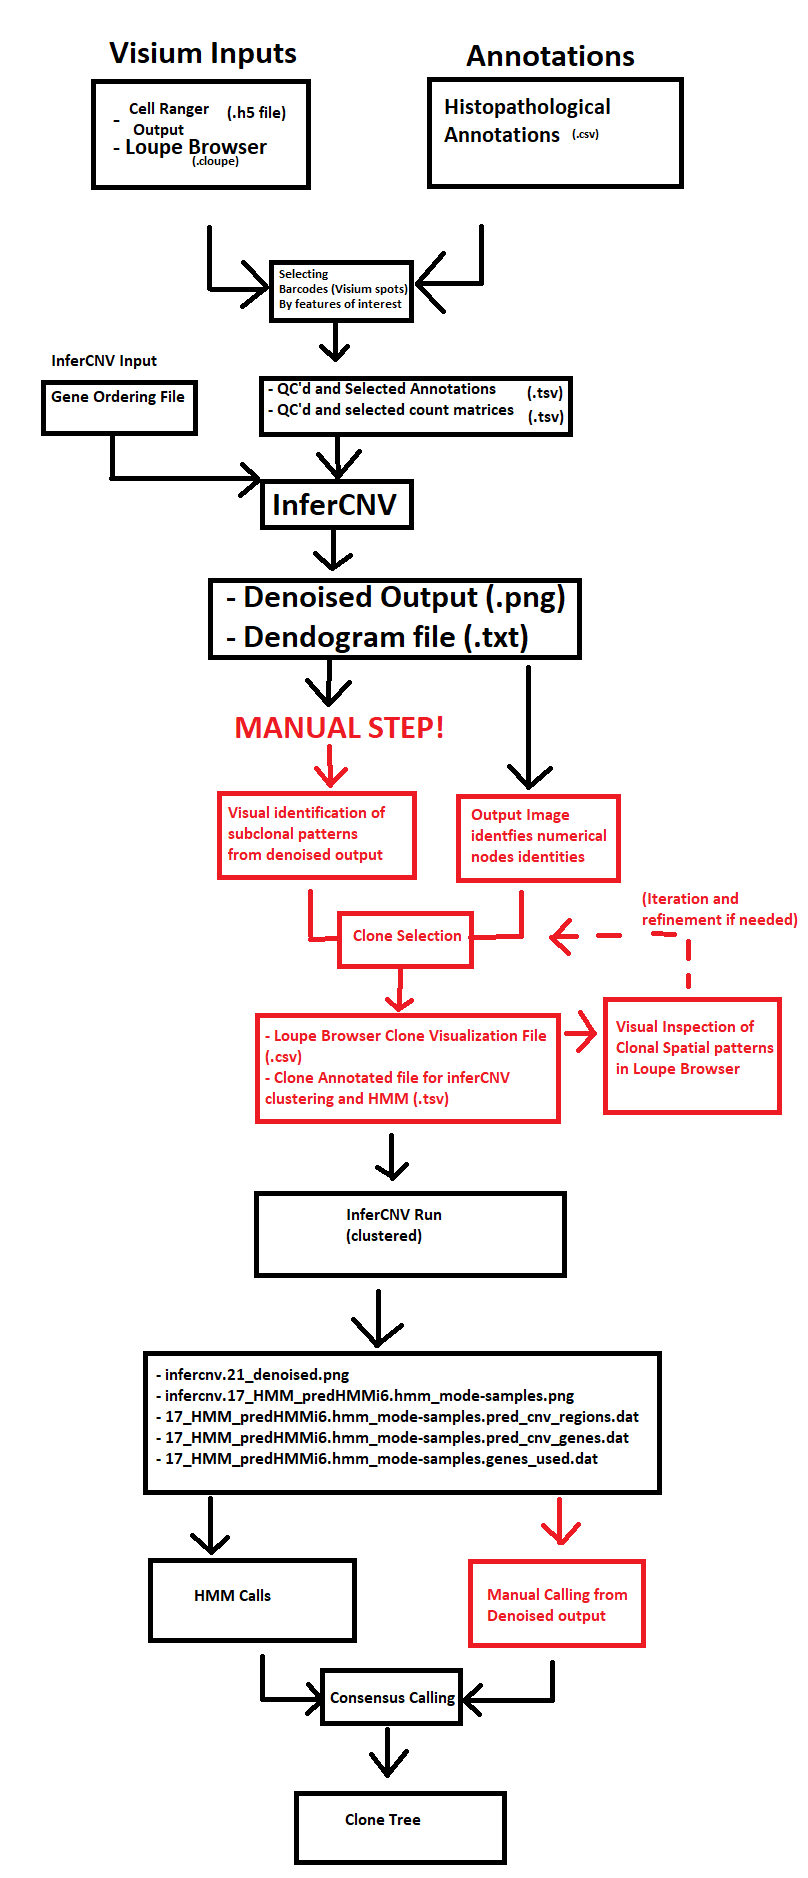 Visium Inputs
Annotations
- Cell Ranger (.h5 file)
Output
- Loupe Browser
(.cloupe)
Histopathological
Annotations (.csv)
Selecting
Barcodes (Visium spots)
By features of interest
InferCNV Input
Gene Ordering File
- QC'd and Selected Annotations (.tsv)
- QC'd and selected count matrices (.tsv)
InferCNV
- Denoised Output (.png)
- Dendogram file (.txt)
MANUAL STEP!
Visual identification of
subclonal patterns
from denoised output
Output Image
identfies numerical
nodes identities
(Iteration and
refinement if needed)
Clone Selection
- Loupe Browser Clone Visualization File
(.csv)
- Clone Annotated file for inferCNV
clustering and HMM (.tsv)
Visual Inspection of
Clonal Spatial patterns
in Loupe Browser
InferCNV Run
(clustered)
- infercnv.21_denoised.png
- infercnv.17_HMM_predHMMi6.hmm_mode-samples.png
- 17_HMM_predHMMi6.hmm_mode-samples.pred_cnv_regions.dat
- 17_HMM_predHMMi6.hmm_mode-samples.pred_cnv_genes.dat
- 17_HMM_predHMMi6.hmm_mode-samples.genes_used.dat
HMM Calls
Manual Calling from
Denoised output
Consensus Calling
Clone Tree